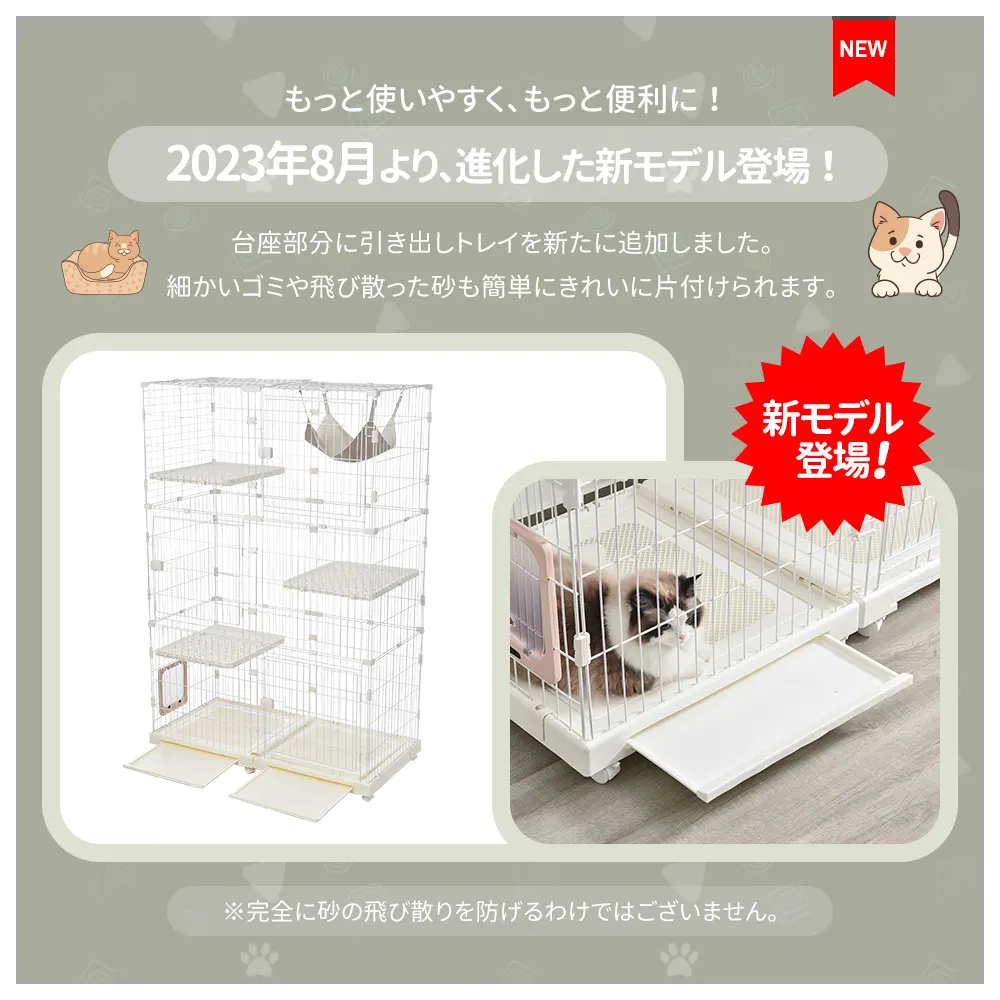 NEW
もっと使いやすく、もっと便利に！
2023年8月より、進化した新モデル登場！
台座部分に引き出しトレイを新たに追加しました。
細かいゴミや飛び散った砂も簡単にきれいに片付けられます。
新モデル
登場！
※完全に砂の飛び散りを防げるわけではございません。